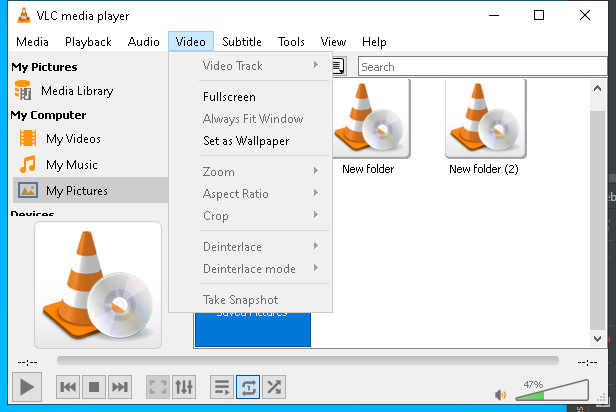 VLC media player
Media Playback Audio Video Subtitle Tools View Help
My Pictures
Media Library
My Computer
My Videos
My Music
My Pictures
Devices
Video Track
Fullscreen
Always Fit Window
Set as Wallpaper
Zoom
Aspect Ratio
Crop
Deinterlace
Deinterlace mode
Take Snapshot
Search
New folder
New folder (2)
Saved Pictures
--:-- --:--
47%